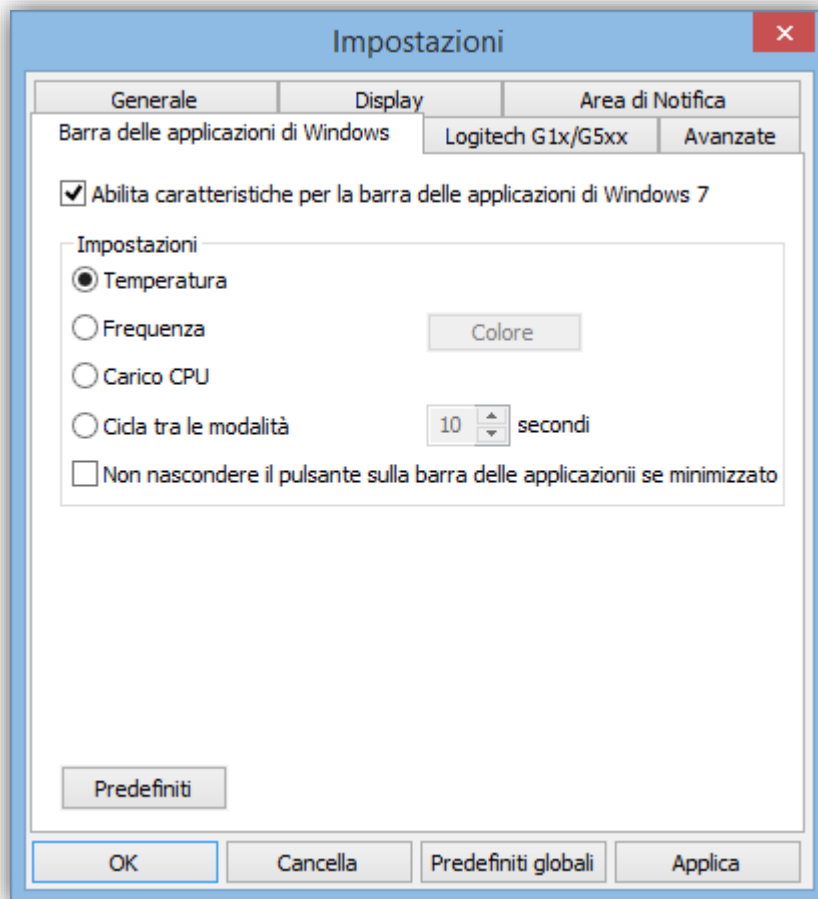 Impostazioni
Generale Display Area di Notifica
Barra delle applicazioni di Windows Logitech G1x/G5xx Avanzate
Abilita caratteristiche per la barra delle applicazioni di Windows 7
Impostazioni
Temperatura
Frequenza Colore
Carico CPU
Cicla tra le modalità 10 secondi
Non nascondere il pulsante sulla barra delle applicazionii se minimizzato
Predefiniti
OK Cancella Predefiniti globali Applica